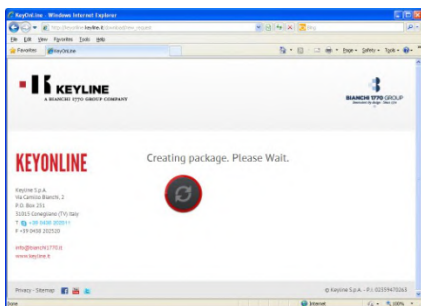 KeyOnLine - Windows Internet Explorer
File Edit View Favorites Tools Help
Favorites KeyOnLine
Page Safety Tools
KEYLINE
A BIANCHI 1770 GROUP COMPANY
BIANCHI 1770 GROUP
KEYONLINE
Creating package. Please Wait.
Keyline S.p.A.
Via Camillo Bianchi, 2
P.O. Box 251
31015 Conegliano (TV) Italy
T +39 0438 202511
F +39 0438 202520
info@bianchi1770.it
www.keyline.it
Privacy - Sitemap
© Keyline S.p.A. - P.I. 02359470263
Done Internet 100%